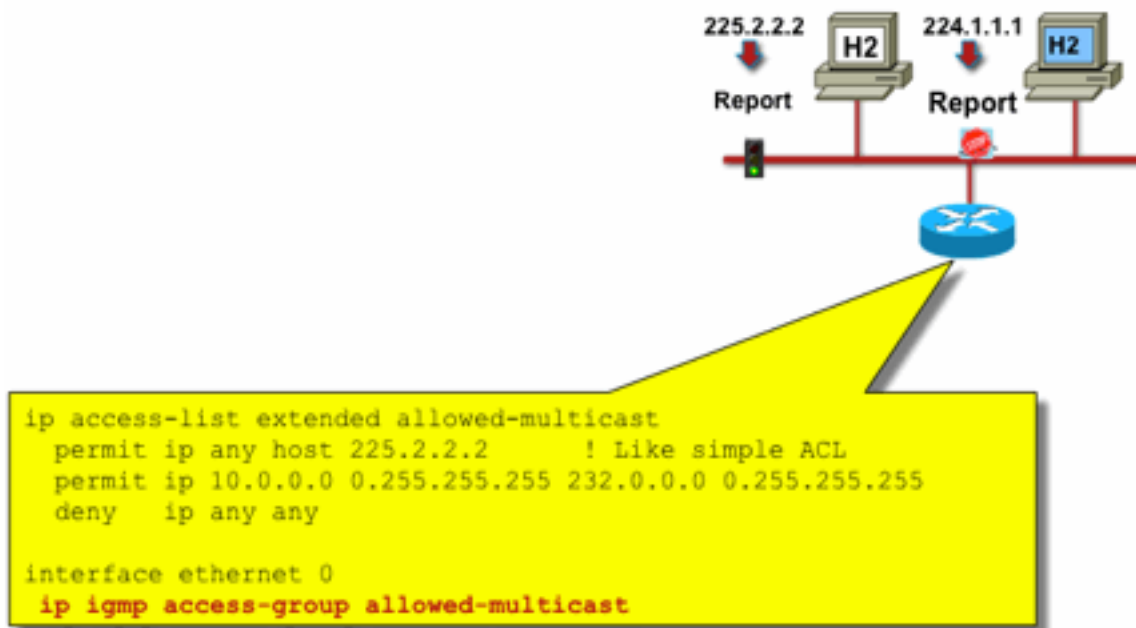 225.2.2.2
H2
224.1.1.1
H2
Report
Report
STOP
ip access-list extended allowed-multicast
permit ip any host 225.2.2.2 ! Like simple ACL
permit ip 10.0.0.0 0.255.255.255 232.0.0.0 0.255.255.255
deny ip any any
interface ethernet 0
ip igmp access-group allowed-multicast